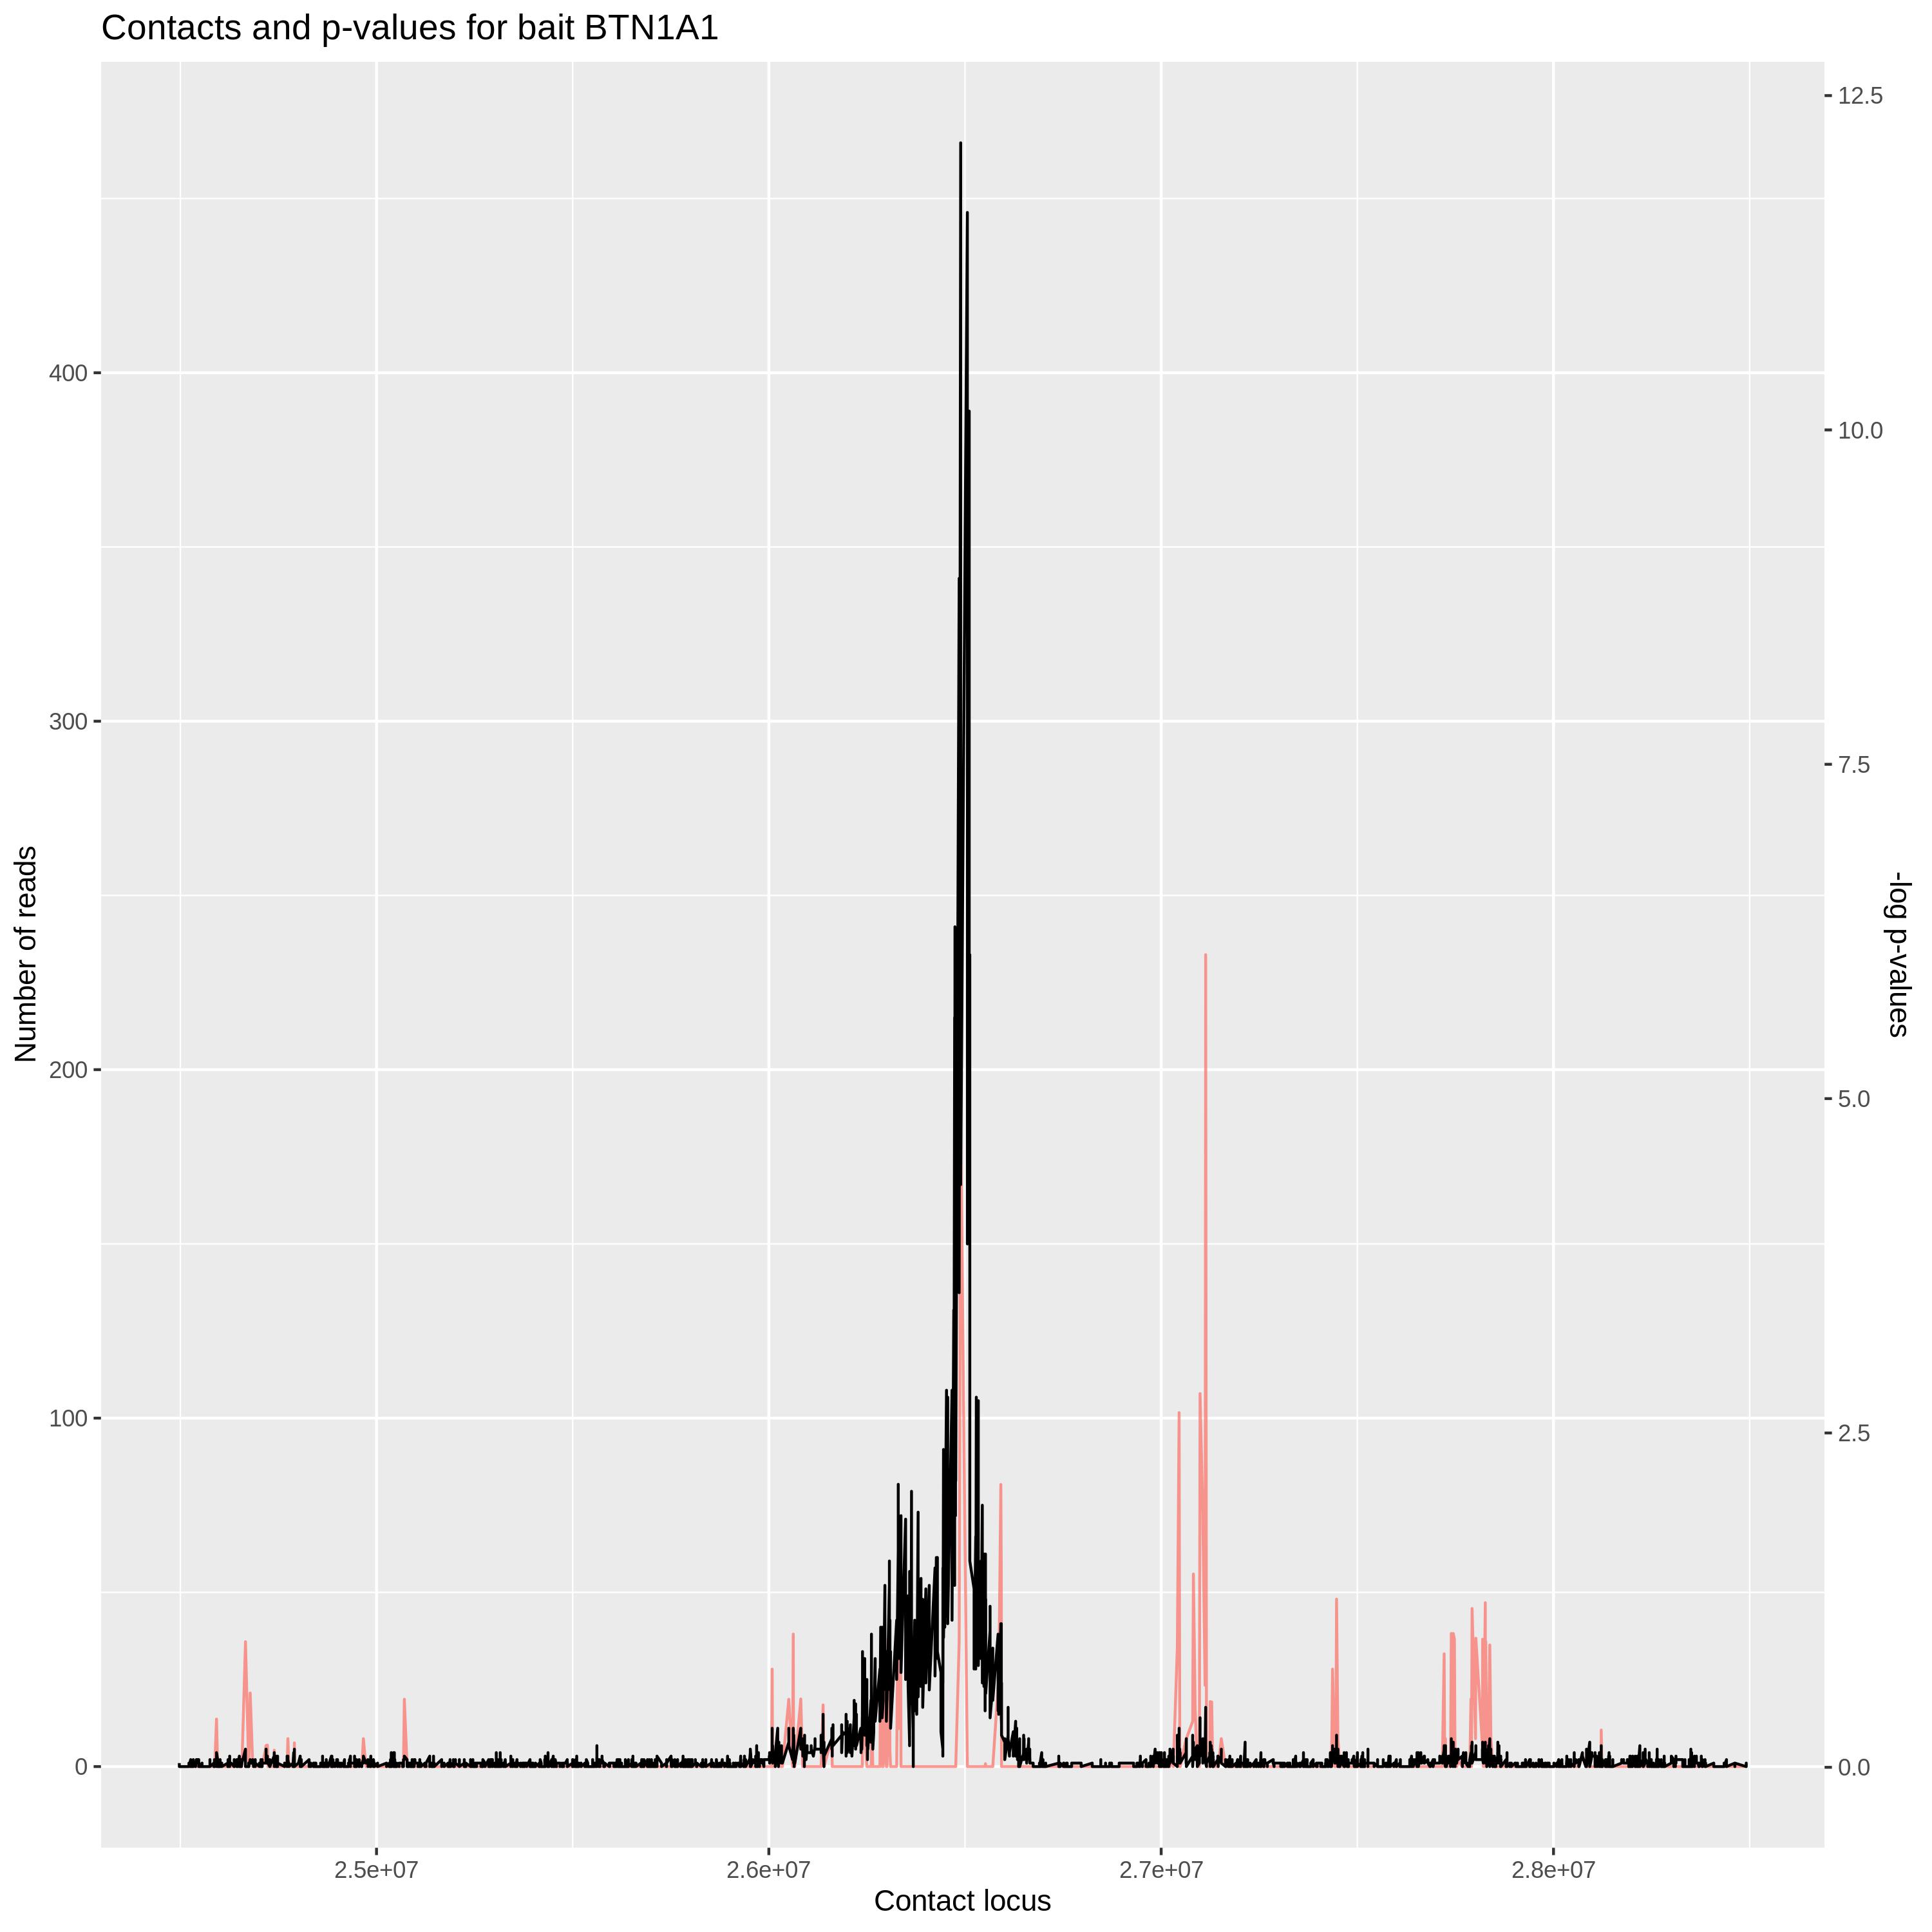 Contacts and p-values for bait BTN1A1
12.5
400
10.0
300
7.5
Number of reads
-log p-values
200
5.0
100
2.5
0
0.0
2.5e+07
2.6e+07
2.7e+07
2.8e+07
Contact locus